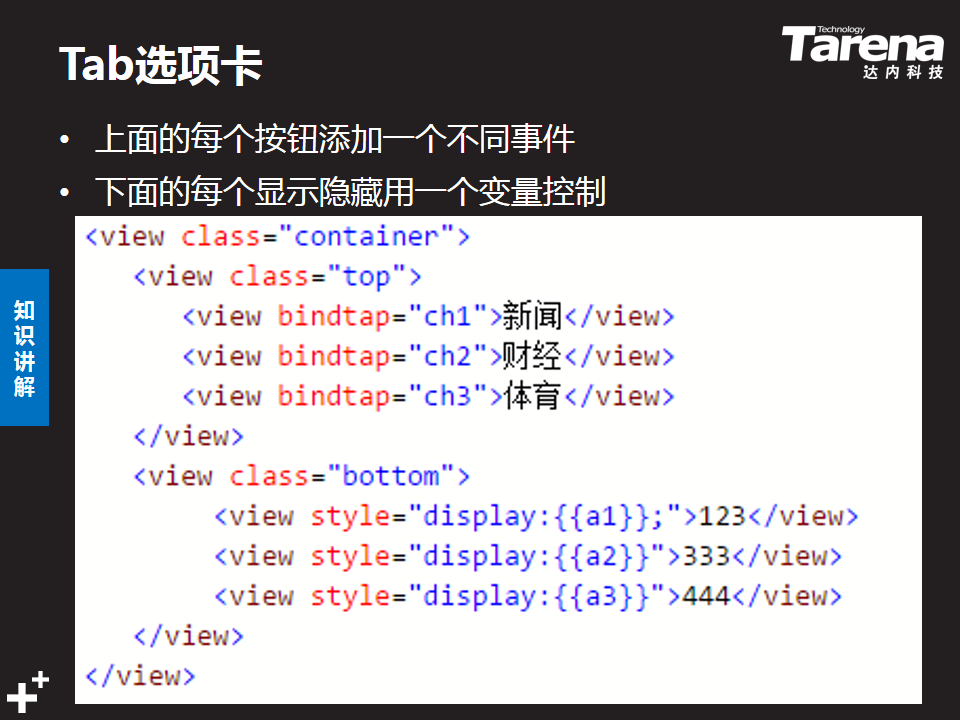 Tab选项卡
Technology
Tarena
达内科技
• 上面的每个按钮添加一个不同事件
• 下面的每个显示隐藏用一个变量控制
知识讲解
<view class="container">
<view class="top">
<view bindtap="ch1">新闻</view>
<view bindtap="ch2">财经</view>
<view bindtap="ch3">体育</view>
</view>
<view class="bottom">
<view style="display:{{a1}};">123</view>
<view style="display:{{a2}}">333</view>
<view style="display:{{a3}}">444</view>
</view>
</view>